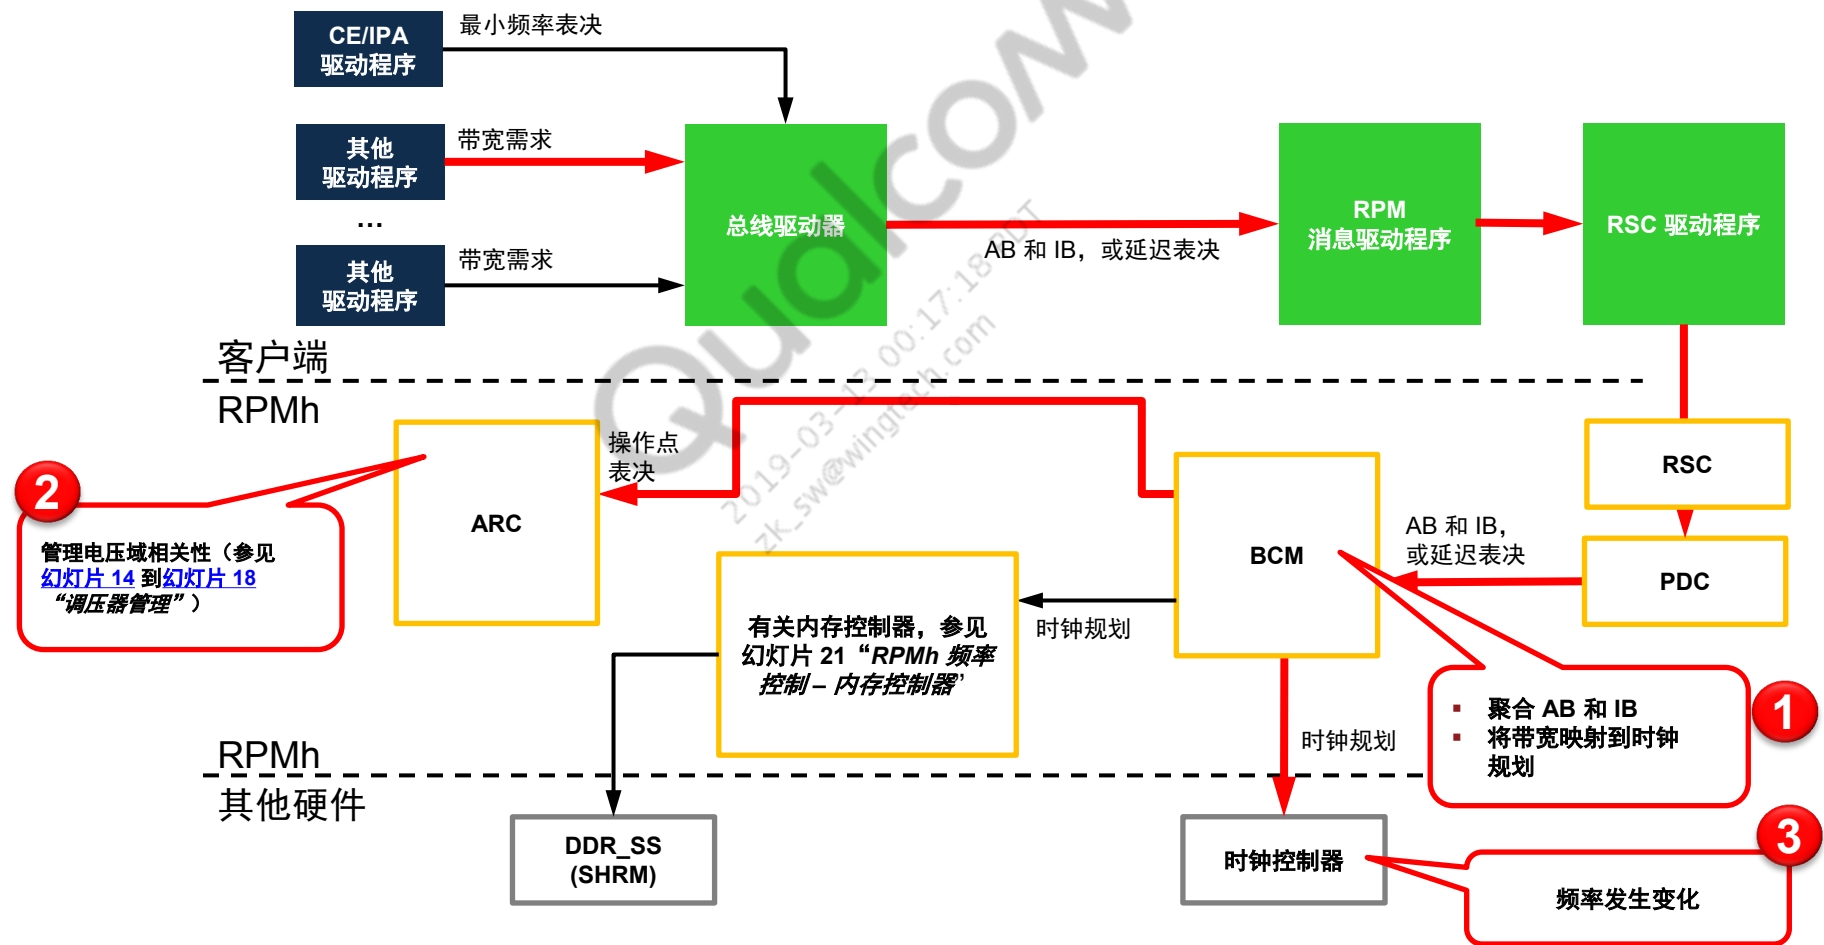 CE/IPA
驱动程序
最小频率表决
其他
驱动程序
带宽需求
...
其他
驱动程序
带宽需求
总线驱动器
AB 和 IB，或延迟表决
RPM
消息驱动程序
RSC 驱动程序
客户端
RPMh
操作点
表决
ARC
BCM
RSC
AB 和 IB，
或延迟表决
PDC
2
管理电压域相关性（参见
幻灯片 14 到幻灯片 18
“调压器管理”）
有关内存控制器，参见
幻灯片 21 “RPMh 频率
控制 – 内存控制器”
时钟规划
时钟规划
1
▪ 聚合 AB 和 IB
▪ 将带宽映射到时钟
规划
RPMh
其他硬件
DDR_SS
(SHRM)
时钟控制器
3
频率发生变化
Qualcom
2019-03-13 00:17:18 PDT
zk_sw@wingtech.com